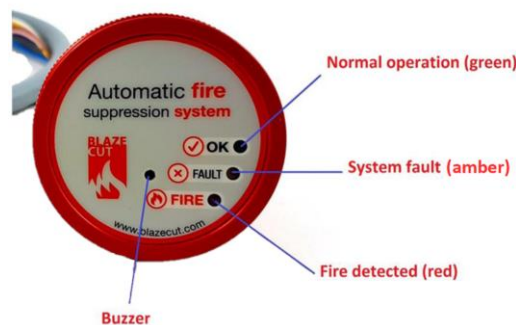 Normal operation (green)
Automatic fire
suppression system
BLAZE
CUT
OK
FAULT
System fault (amber)
FIRE
www.blazecut.com
Fire detected (red)
Buzzer